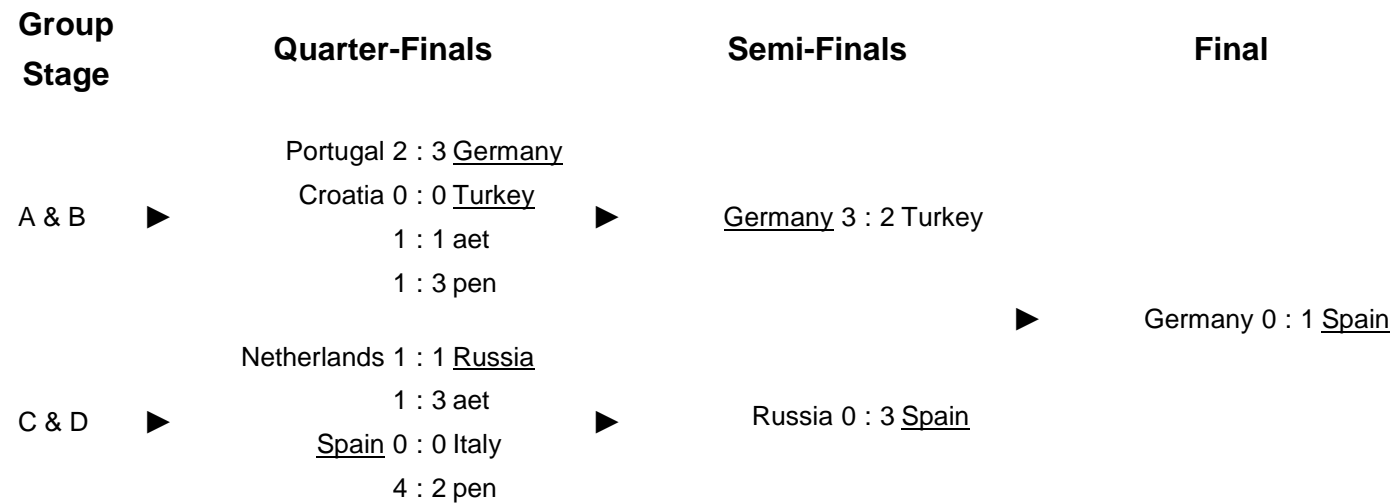 Group
Stage
Quarter-Finals
Semi-Finals
Final
A & B ►
Portugal 2 : 3 Germany
Croatia 0 : 0 Turkey
1 : 1 aet
1 : 3 pen
►
Germany 3 : 2 Turkey
C & D ►
Netherlands 1 : 1 Russia
1 : 3 aet
Spain 0 : 0 Italy
4 : 2 pen
►
Russia 0 : 3 Spain
►
Germany 0 : 1 Spain